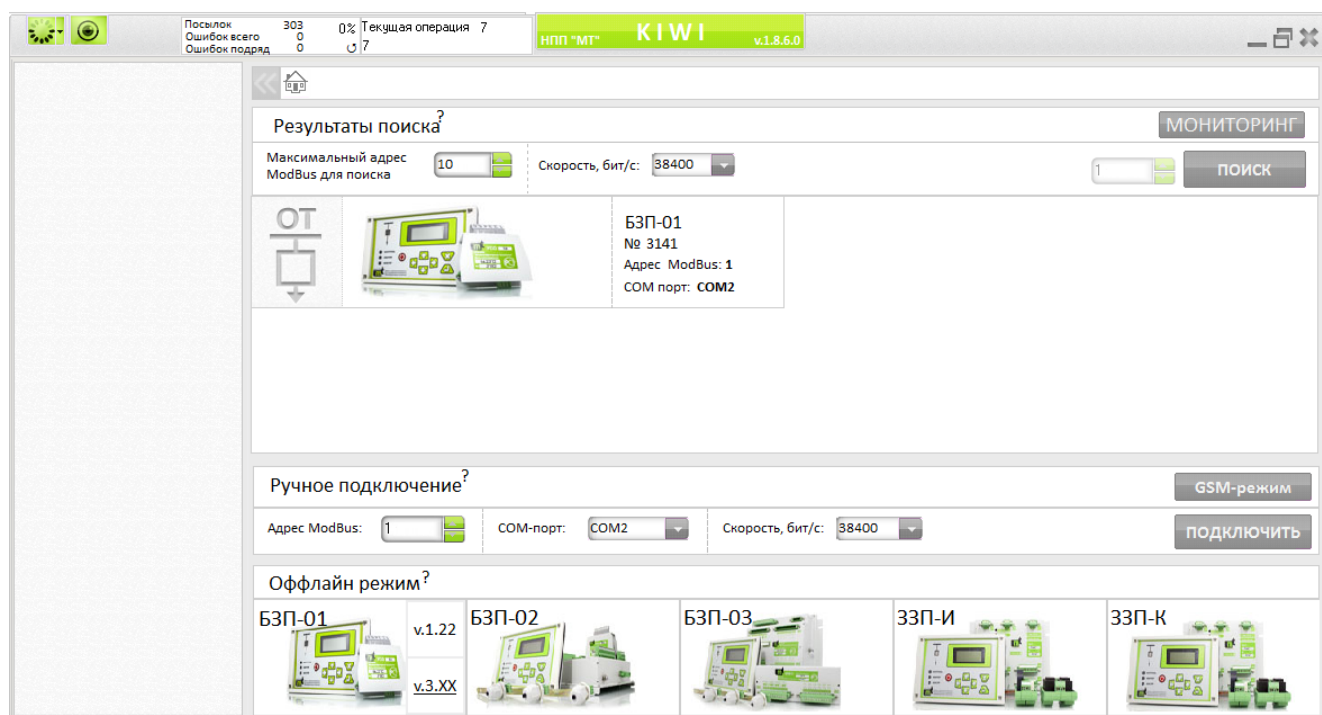 Посылок 303
Ошибок всего 0
Ошибок подряд 0
0%
7
Текущая операция 7
НПП "МТ" KIWI v.1.8.6.0
Результаты поиска?
МОНИТОРИНГ
Максимальный адрес
ModBus для поиска
10
Скорость, бит/с: 38400
1
ПОИСК
ОТ
БЗП-01
№ 3141
Адрес ModBus: 1
COM порт: COM2
Ручное подключение?
GSM-режим
Адрес ModBus: 1
COM-порт: COM2
Скорость, бит/с: 38400
ПОДКЛЮЧИТЬ
Оффлайн режим?
БЗП-01
v.1.22
v.3.XX
БЗП-02
БЗП-03
ЗЗП-И
ЗЗП-К